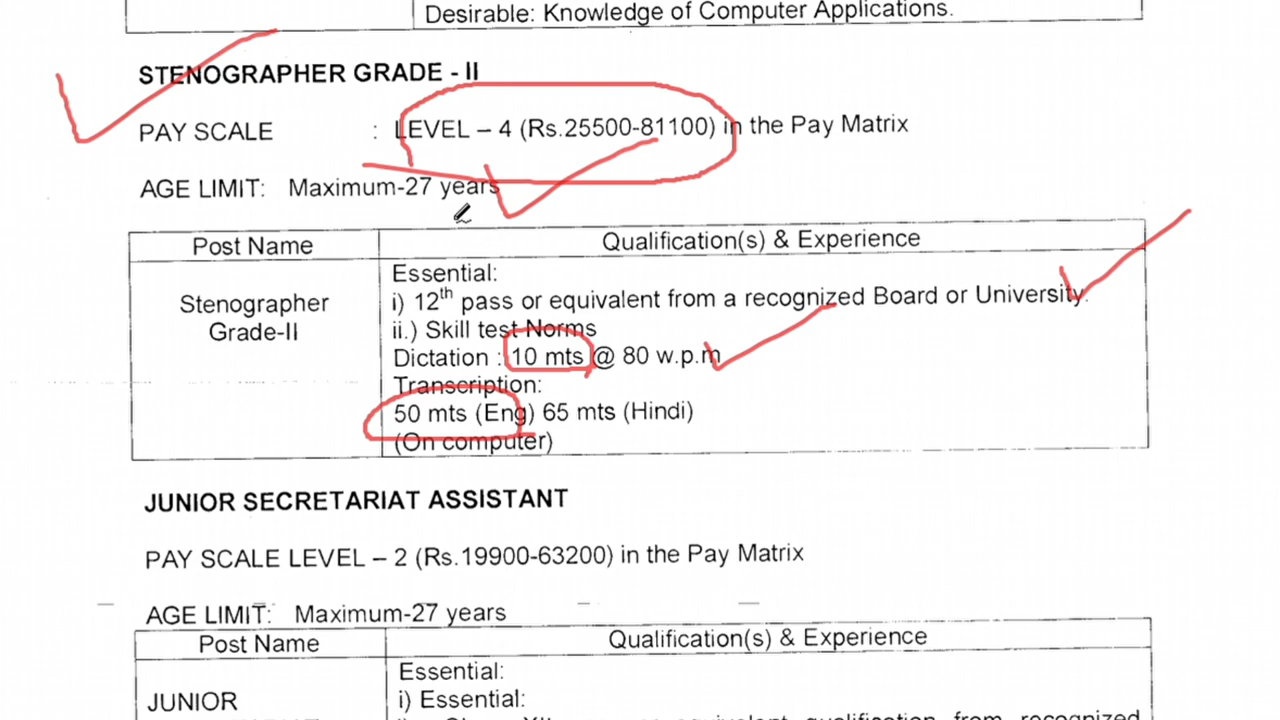 Desirable: Knowledge of Computer Applications.
STENOGRAPHER GRADE - II
PAY SCALE : LEVEL – 4 (Rs.25500-81100) in the Pay Matrix
AGE LIMIT: Maximum-27 years
Post Name Qualification(s) & Experience
Stenographer
Grade-II
Essential:
i) 12th pass or equivalent from a recognized Board or University.
ii.) Skill test Norms
Dictation : 10 mts @ 80 w.p.m
Transcription:
50 mts (Eng) 65 mts (Hindi)
(On computer)
JUNIOR SECRETARIAT ASSISTANT
PAY SCALE LEVEL – 2 (Rs.19900-63200) in the Pay Matrix
AGE LIMIT: Maximum-27 years
Post Name Qualification(s) & Experience
JUNIOR
Essential:
i) Essential:
equivalent qualification from recognized